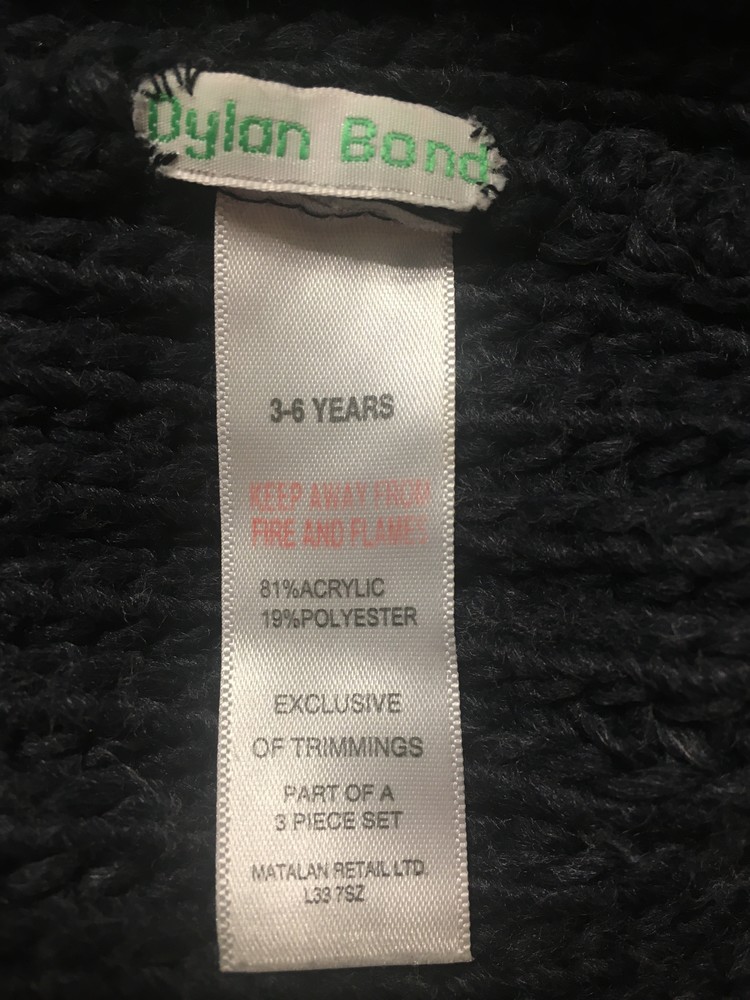 Dylan Bond
3-6 YEARS
KEEP AWAY FROM
FIRE AND FLAMES
81%ACRYLIC
19%POLYESTER
EXCLUSIVE
OF TRIMMINGS
PART OF A
3 PIECE SET
MATALAN RETAIL LTD.
L33 7SZ